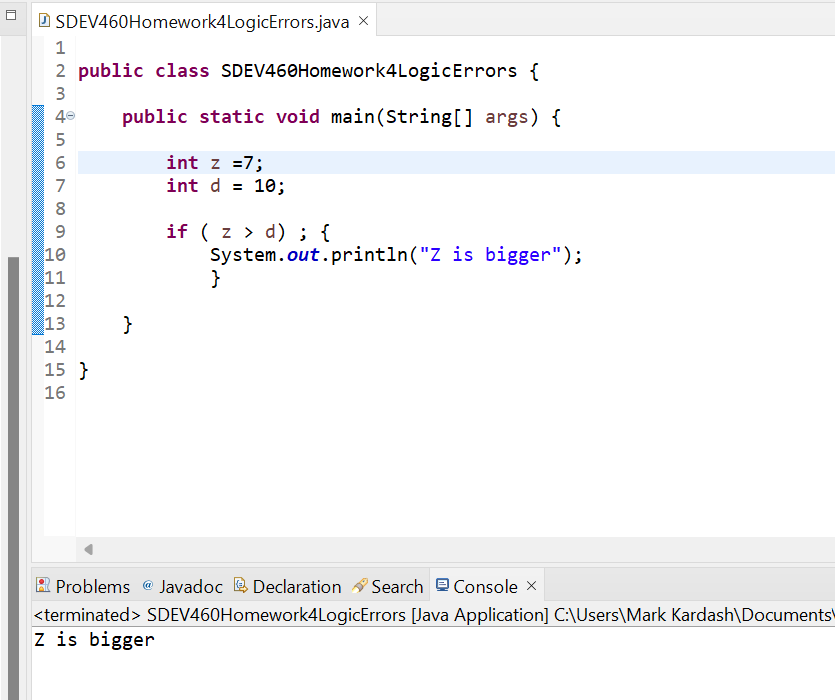 SDEV460Homework4LogicErrors.java
1
2 public class SDEV460Homework4LogicErrors {
3
4 public static void main(String[] args) {
5
6 int z =7;
7 int d = 10;
8
9 if ( z > d) ; {
10 System.out.println("Z is bigger");
11 }
12
13 }
14
15 }
16
Problems @ Javadoc Declaration Search Console
<terminated> SDEV460Homework4LogicErrors [Java Application] C:\Users\Mark Kardash\Documents\
Z is bigger